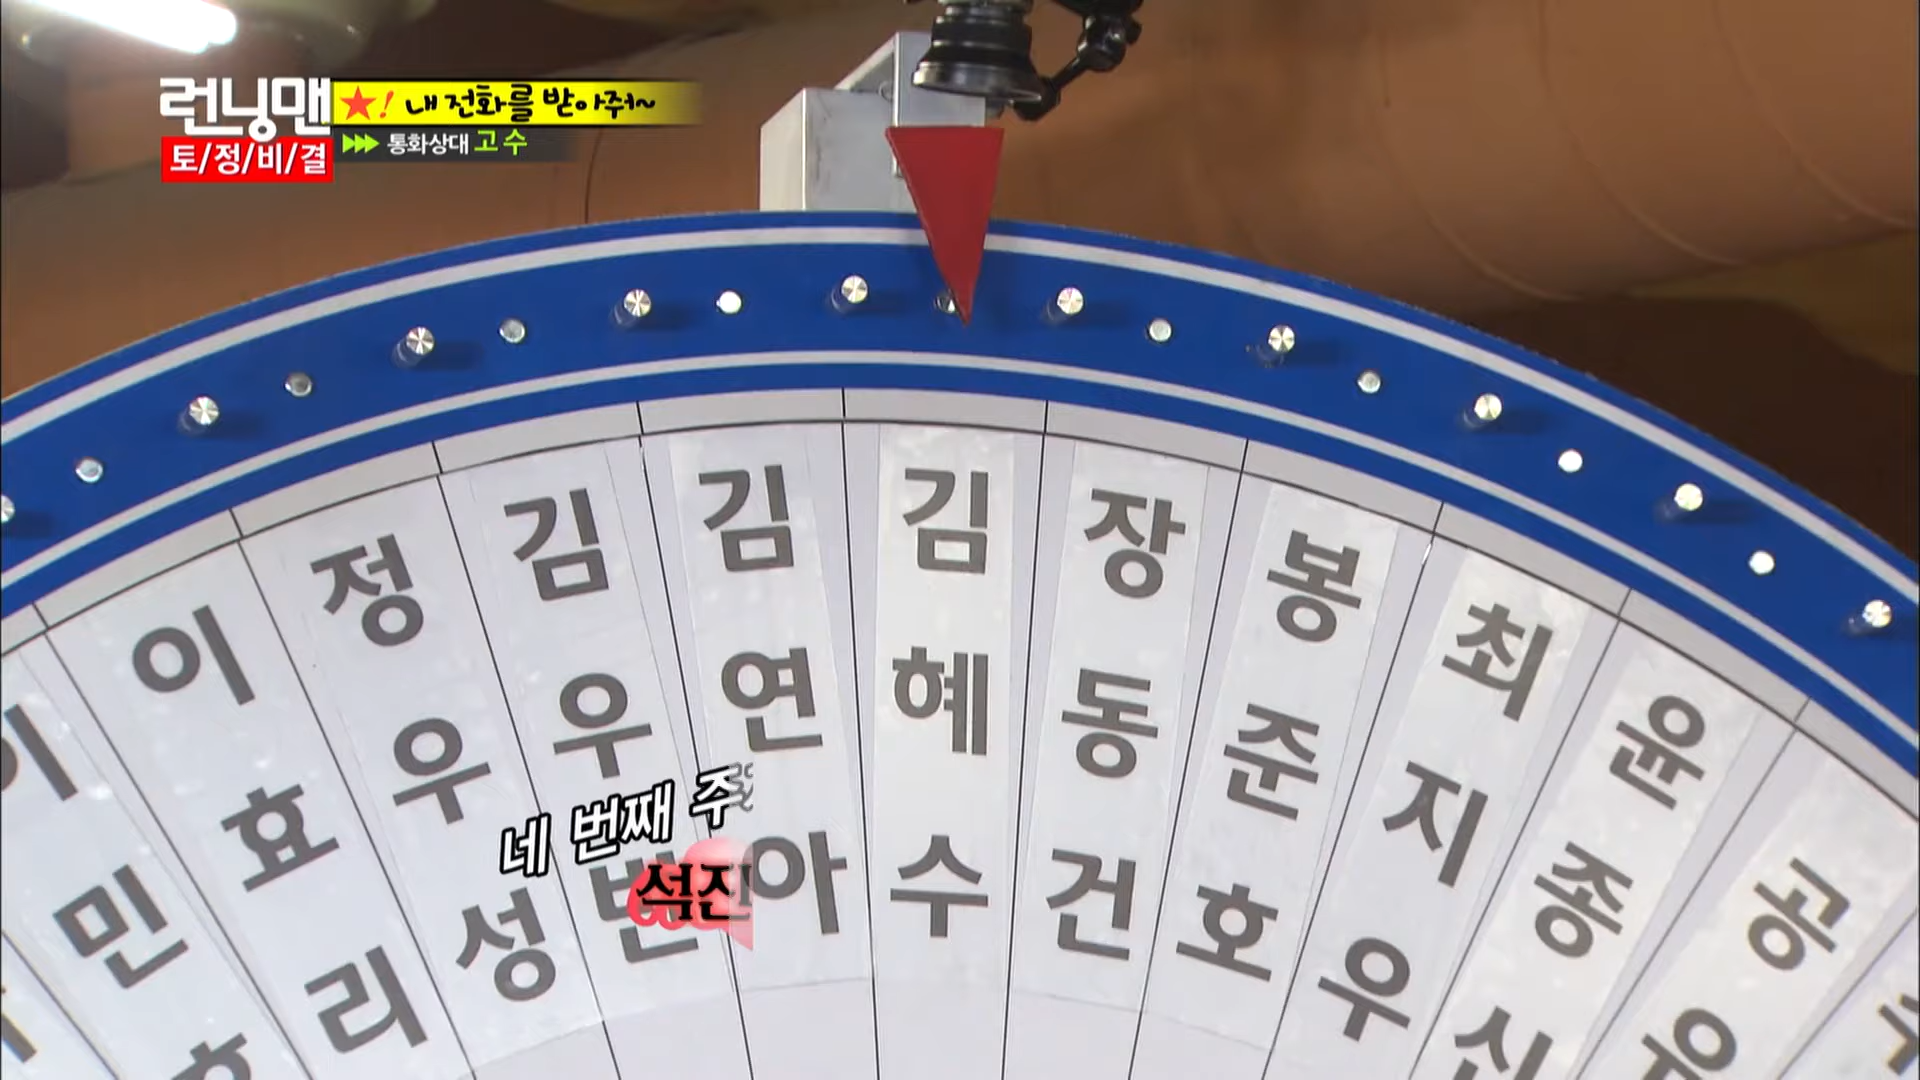 런닝맨
토/정/비/결
★! 내 전화를 받아줘~
통화상대 고 수
이효리
정우성
김우빈
김연아
김혜수
장동건
봉준호
최지우
윤종신
공유
네 번째 주
석진